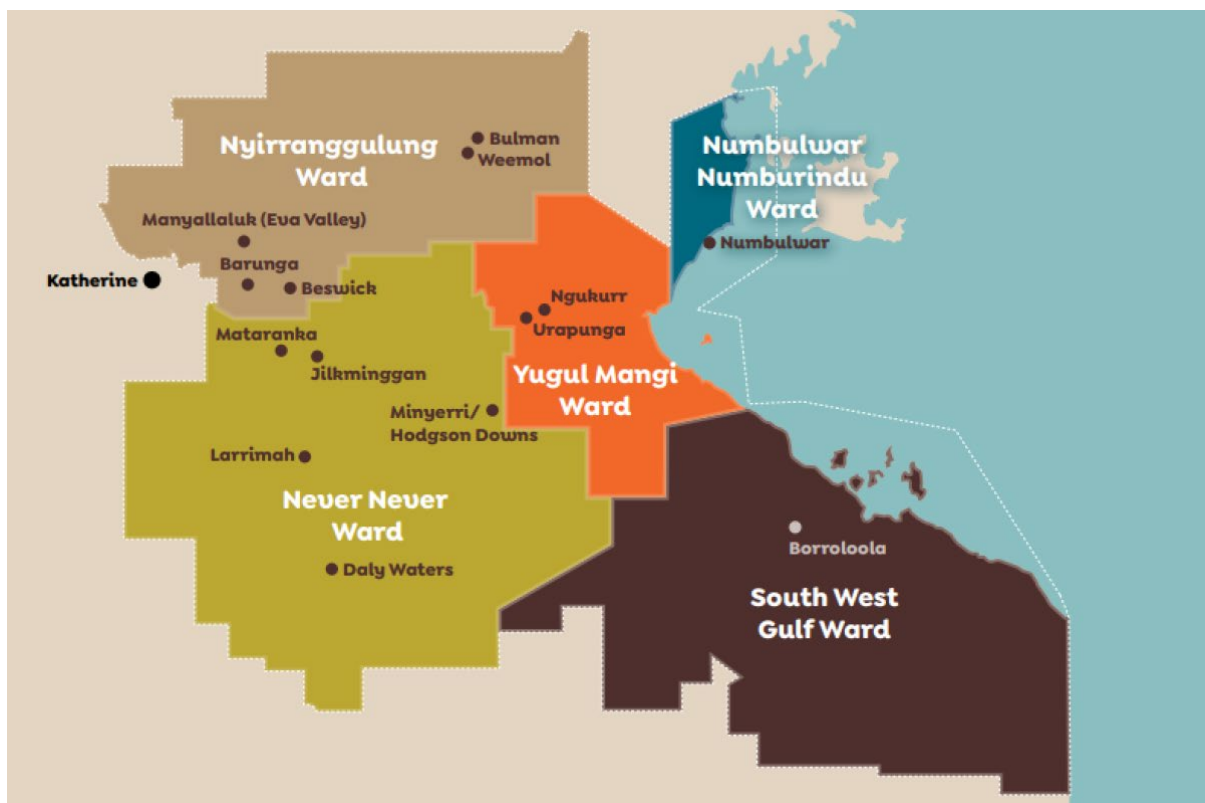 Nyirranggulung
Ward
Bulman
Weemol
Manyallaluk (Eva Valley)
Barunga
Beswick
Katherine
Numbulwar
Numburindu
Ward
Numbulwar
Ngukurr
Urapunga
Yugul Mangi
Ward
Mataranka
Jilkminggan
Minyerri/
Hodgson Downs
Larrimah
Never Never
Ward
Daly Waters
Borroloola
South West
Gulf Ward